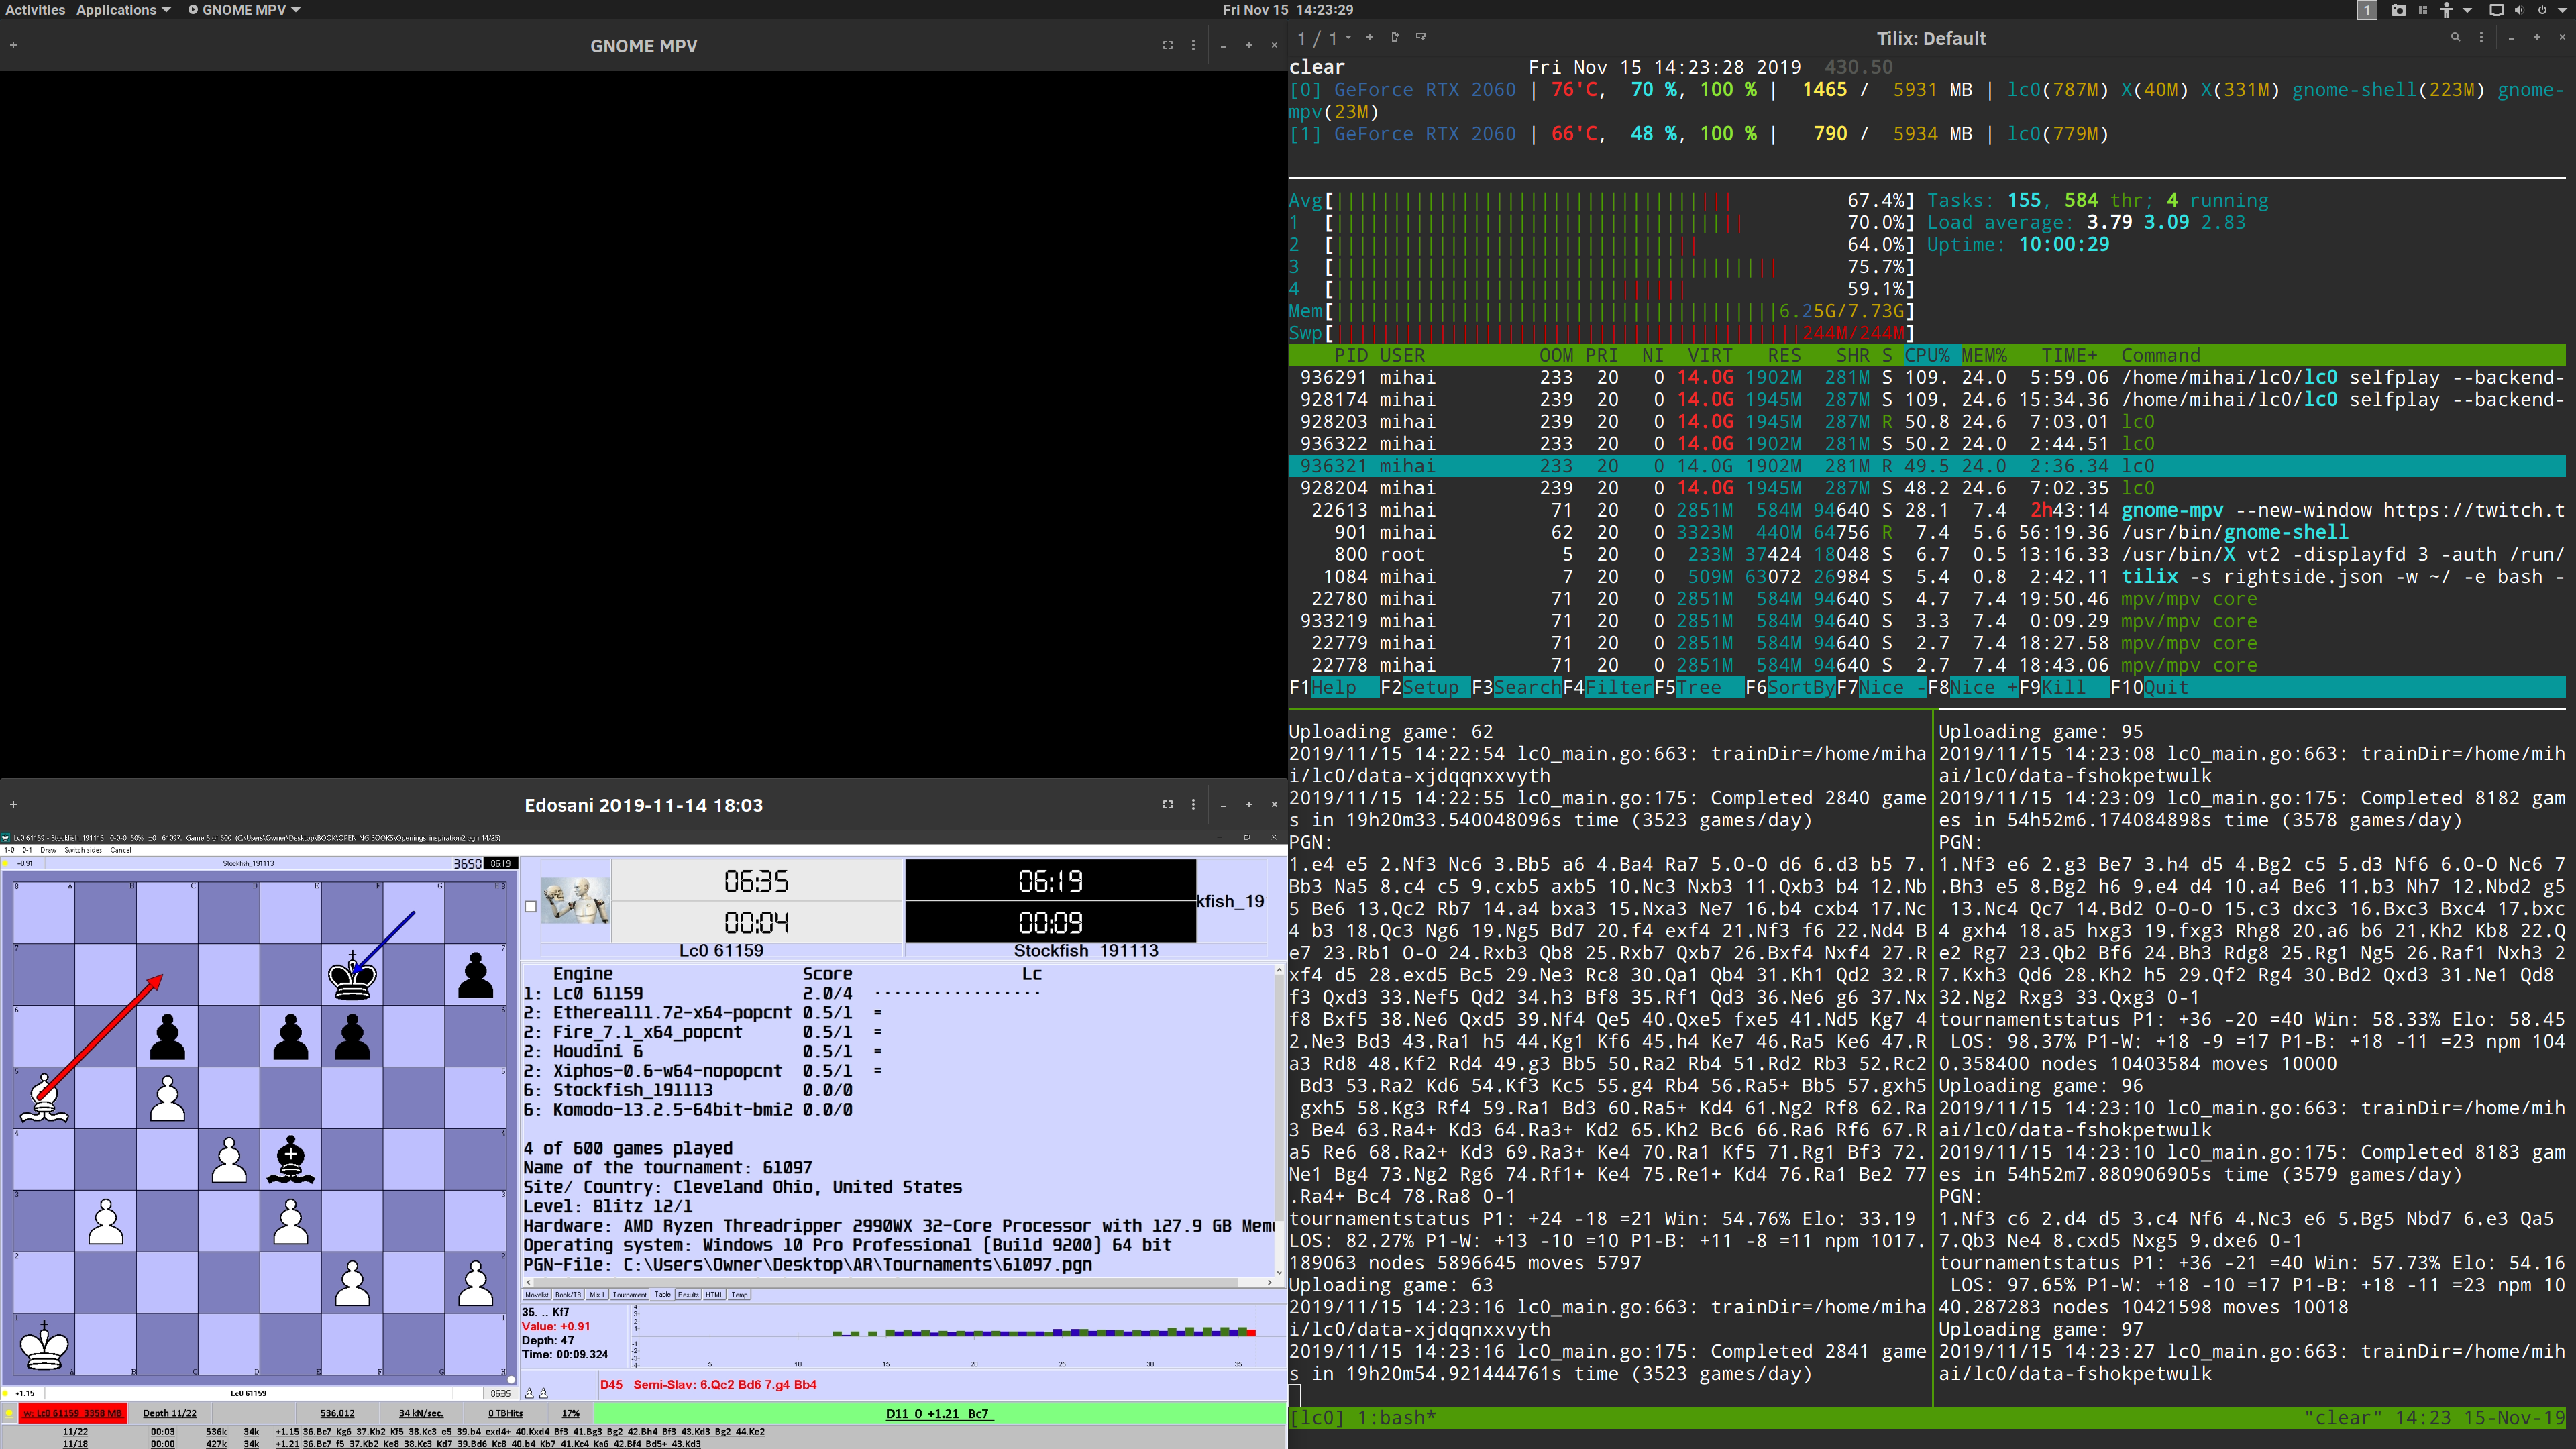 Activities Applications GNOME MPV Fri Nov 15 14:23:29 1
GNOME MPV
1 / 1 Tilix: Default
clear Fri Nov 15 14:23:28 2019 430.50
[0] GeForce RTX 2060 | 76'C, 70 %, 100 % | 1465 / 5931 MB | lc0(787M) X(40M) X(331M) gnome-shell(223M) gnome-
mpv(23M)
[1] GeForce RTX 2060 | 66'C, 48 %, 100 % | 790 / 5934 MB | lc0(779M)
Avg[ 67.4%] Tasks: 155, 584 thr; 4 running
1 [ 70.0%] Load average: 3.79 3.09 2.83
2 [ 64.0%] Uptime: 10:00:29
3 [ 75.7%]
4 [ 59.1%]
Mem[ 6.25G/7.73G]
Swp[ 244M/244M]
PID USER OOM PRI NI VIRT RES SHR S CPU% MEM% TIME+ Command
936291 mihai 233 20 0 14.0G 1902M 281M S 109. 24.0 5:59.06 /home/mihai/lc0/lc0 selfplay --backend-
928174 mihai 239 20 0 14.0G 1945M 287M S 109. 24.6 15:34.36 /home/mihai/lc0/lc0 selfplay --backend-
928203 mihai 239 20 0 14.0G 1945M 287M R 50.8 24.6 7:03.01 lc0
936322 mihai 233 20 0 14.0G 1902M 281M S 50.2 24.0 2:44.51 lc0
936321 mihai 233 20 0 14.0G 1902M 281M R 49.5 24.0 2:36.34 lc0
928204 mihai 239 20 0 14.0G 1945M 287M S 48.2 24.6 7:02.35 lc0
22613 mihai 71 20 0 2851M 584M 94640 S 28.1 7.4 2h43:14 gnome-mpv --new-window https://twitch.t
901 mihai 62 20 0 3323M 440M 64756 R 7.4 5.6 56:19.36 /usr/bin/gnome-shell
800 root 5 20 0 233M 37424 18048 S 6.7 0.5 13:16.33 /usr/bin/X vt2 -displayfd 3 -auth /run/
1084 mihai 7 20 0 509M 63072 26984 S 5.4 0.8 2:42.11 tilix -s rightside.json -w ~/ -e bash -
22780 mihai 71 20 0 2851M 584M 94640 S 4.7 7.4 19:50.46 mpv/mpv core
933219 mihai 71 20 0 2851M 584M 94640 S 3.3 7.4 0:09.29 mpv/mpv core
22779 mihai 71 20 0 2851M 584M 94640 S 2.7 7.4 18:27.58 mpv/mpv core
22778 mihai 71 20 0 2851M 584M 94640 S 2.7 7.4 18:43.06 mpv/mpv core
F1Help F2Setup F3SearchF4FilterF5Tree F6SortByF7Nice -F8Nice +F9Kill F10Quit
Uploading game: 62
2019/11/15 14:22:54 lc0_main.go:663: trainDir=/home/miha
i/lc0/data-xjdqqnxxvyth
2019/11/15 14:22:55 lc0_main.go:175: Completed 2840 game
s in 19h20m33.540048096s time (3523 games/day)
PGN:
1.e4 e5 2.Nf3 Nc6 3.Bb5 a6 4.Ba4 Ra7 5.O-O d6 6.d3 b5 7.
Bb3 Na5 8.c4 c5 9.cxb5 axb5 10.Nc3 Nxb3 11.Qxb3 b4 12.Nb
5 Be6 13.Qc2 Rb7 14.a4 bxa3 15.Nxa3 Ne7 16.b4 cxb4 17.Nc
4 b3 18.Qc3 Ng6 19.Ng5 Bd7 20.f4 exf4 21.Nf3 f6 22.Nd4 B
e7 23.Rb1 O-O 24.Rxb3 Qb8 25.Rxb7 Qxb7 26.Bxf4 Nxf4 27.R
xf4 d5 28.exd5 Bc5 29.Ne3 Rc8 30.Qa1 Qb4 31.Kh1 Qd2 32.R
f3 Qxd3 33.Nef5 Qd2 34.h3 Bf8 35.Rf1 Qd3 36.Ne6 g6 37.Nx
f8 Bxf5 38.Ne6 Qxd5 39.Nf4 Qe5 40.Qxe5 fxe5 41.Nd5 Kg7 4
2.Ne3 Bd3 43.Ra1 h5 44.Kg1 Kf6 45.h4 Ke7 46.Ra5 Ke6 47.R
a3 Rd8 48.Kf2 Rd4 49.g3 Bb5 50.Ra2 Rb4 51.Rd2 Rb3 52.Rc2
Bd3 53.Ra2 Kd6 54.Kf3 Kc5 55.g4 Rb4 56.Ra5+ Bb5 57.gxh5
gxh5 58.Kg3 Rf4 59.Ra1 Bd3 60.Ra5+ Kd4 61.Ng2 Rf8 62.Ra
3 Be4 63.Ra4+ Kd3 64.Ra3+ Kd2 65.Kh2 Bc6 66.Ra6 Rf6 67.R
a5 Re6 68.Ra2+ Kd3 69.Ra3+ Ke4 70.Ra1 Kf5 71.Rg1 Bf3 72.
Ne1 Bg4 73.Ng2 Rg6 74.Rf1+ Ke4 75.Re1+ Kd4 76.Ra1 Be2 77
.Ra4+ Bc4 78.Ra8 0-1
tournamentstatus P1: +24 -18 =21 Win: 54.76% Elo: 33.19
LOS: 82.27% P1-W: +13 -10 =10 P1-B: +11 -8 =11 npm 1017.
189063 nodes 5896645 moves 5797
Uploading game: 63
2019/11/15 14:23:16 lc0_main.go:663: trainDir=/home/miha
i/lc0/data-xjdqqnxxvyth
2019/11/15 14:23:16 lc0_main.go:175: Completed 2841 game
s in 19h20m54.921444761s time (3523 games/day)
Uploading game: 95
2019/11/15 14:23:08 lc0_main.go:663: trainDir=/home/mih
ai/lc0/data-fshokpetwulk
2019/11/15 14:23:09 lc0_main.go:175: Completed 8182 gam
es in 54h52m6.174084898s time (3578 games/day)
PGN:
1.Nf3 e6 2.g3 Be7 3.h4 d5 4.Bg2 c5 5.d3 Nf6 6.O-O Nc6 7
.Bh3 e5 8.Bg2 h6 9.e4 d4 10.a4 Be6 11.b3 Nh7 12.Nbd2 g5
13.Nc4 Qc7 14.Bd2 O-O-O 15.c3 dxc3 16.Bxc3 Bxc4 17.bxc
4 gxh4 18.a5 hxg3 19.fxg3 Rhg8 20.a6 b6 21.Kh2 Kb8 22.Q
e2 Rg7 23.Qb2 Bf6 24.Bh3 Rdg8 25.Rg1 Ng5 26.Raf1 Nxh3 2
7.Kxh3 Qd6 28.Kh2 h5 29.Qf2 Rg4 30.Bd2 Qxd3 31.Ne1 Qd8
32.Ng2 Rxg3 33.Qxg3 0-1
tournamentstatus P1: +36 -20 =40 Win: 58.33% Elo: 58.45
LOS: 98.37% P1-W: +18 -9 =17 P1-B: +18 -11 =23 npm 104
0.358400 nodes 10403584 moves 10000
Uploading game: 96
2019/11/15 14:23:10 lc0_main.go:663: trainDir=/home/mih
ai/lc0/data-fshokpetwulk
2019/11/15 14:23:10 lc0_main.go:175: Completed 8183 gam
es in 54h52m7.880906905s time (3579 games/day)
PGN:
1.Nf3 c6 2.d4 d5 3.c4 Nf6 4.Nc3 e6 5.Bg5 Nbd7 6.e3 Qa5
7.Qb3 Ne4 8.cxd5 Nxg5 9.dxe6 0-1
tournamentstatus P1: +36 -21 =40 Win: 57.73% Elo: 54.16
LOS: 97.65% P1-W: +18 -10 =17 P1-B: +18 -11 =23 npm 10
40.287283 nodes 10421598 moves 10018
Uploading game: 97
2019/11/15 14:23:27 lc0_main.go:663: trainDir=/home/mih
ai/lc0/data-fshokpetwulk
[lc0] 1:bash* "clear" 14:23 15-Nov-19
Edosani 2019-11-14 18:03
Lc0 61159 - Stockfish_191113 0-0-0 50% ±0 61097: Game 5 of 600 (C:\Users\Owner\Desktop\BOOK\OPENING BOOKS\Openings_inspiration2.pgn 14/25)
1-0 0-1 Draw Switch sides Cancel
+0.91 Stockfish_191113 3650 06:19
A B C D E F G H
8 7 6 5 4 3 2 1
+1.15 Lc0 61159 06:35
06:35 06:19 kfish_19
00:04 00:09
Lc0 61159 Stockfish 191113
Engine Score Lc
1: Lc0 61159 2.0/4 ------------------
2: Ethereal11.72-x64-popcnt 0.5/1 =
2: Fire_7.1_x64_popcnt 0.5/1 =
2: Houdini 6 0.5/1 =
2: Xiphos-0.6-w64-nopopcnt 0.5/1 =
6: Stockfish_191113 0.0/0
6: Komodo-13.2.5-64bit-bmi2 0.0/0
4 of 600 games played
Name of the tournament: 61097
Site/ Country: Cleveland Ohio, United States
Level: Blitz 12/1
Hardware: AMD Ryzen Threadripper 2990WX 32-Core Processor with 127.9 GB Mem
Operating system: Windows 10 Pro Professional (Build 9200) 64 bit
PGN-File: C:\Users\Owner\Desktop\AR\Tournaments\61097.pgn
Movelist Book/TB Mix 1 Tournament Table Results HTML Temp
35. .. Kf7
Value: +0.91
Depth: 47
Time: 00:09.324
4 3 2 1 -1 -2 -3 -4
5 10 15 20 25 30 35
D45 Semi-Slav: 6.Qc2 Bd6 7.g4 Bb4
w: Lc0 61159 3358 MB Depth 11/22 536,012 34 kN/sec. 0 TBHits 17% D11 0 +1.21 Bc7
11/22 00:03 536k 34k +1.15 36.Bc7 Kg6 37.Kb2 Kf5 38.Kc3 e5 39.b4 exd4+ 40.Kxd4 Bf3 41.Bg3 Bg2 42.Bh4 Bf3 43.Kd3 Bg2 44.Ke2
11/18 00:00 427k 34k +1.21 36.Bc7 f5 37.Kb2 Ke8 38.Kc3 Kd7 39.Bd6 Kc8 40.b4 Kb7 41.Kc4 Ka6 42.Bf4 Bd5+ 43.Kd3